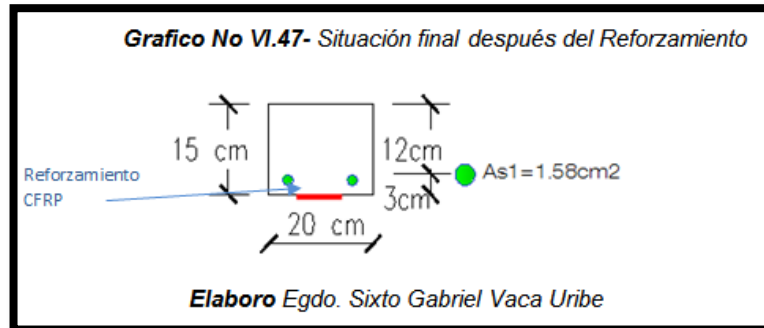 Grafico No VI.47- Situación final después del Reforzamiento
15 cm
12cm
As1=1.58cm2
Reforzamiento
CFRP
3cm
20 cm
Elaboro Egdo. Sixto Gabriel Vaca Uribe